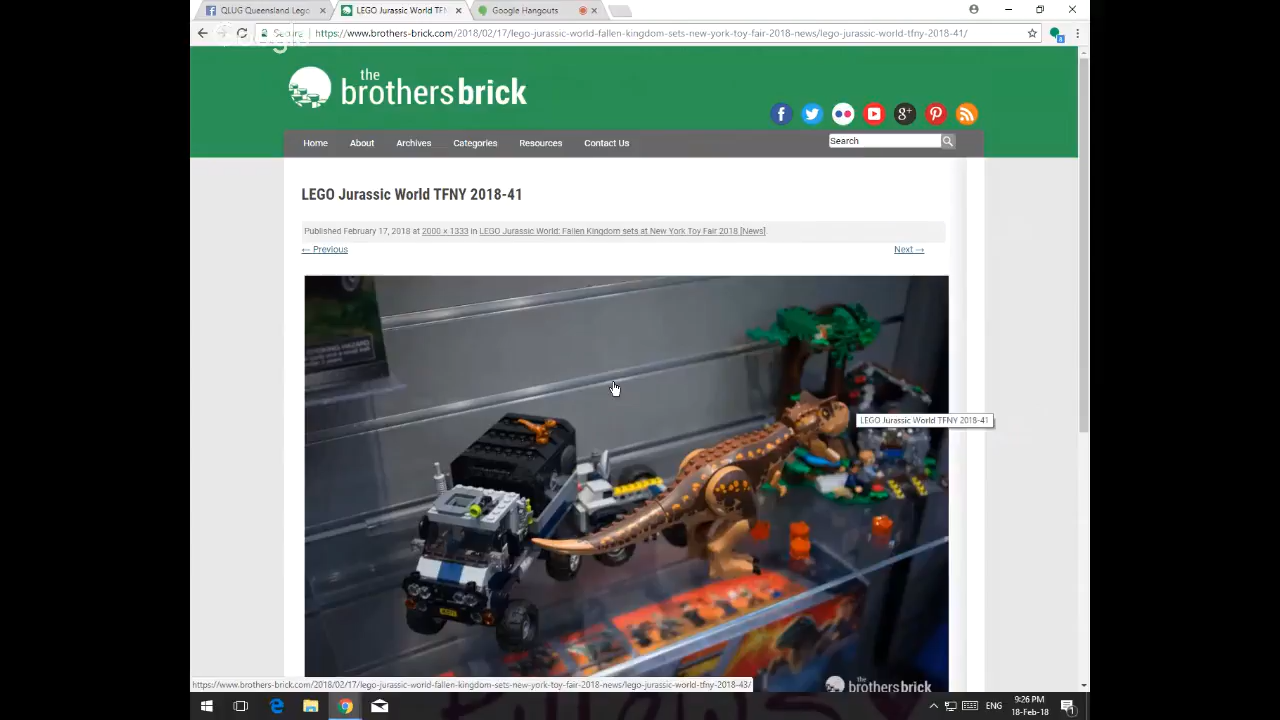 QLUG Queensland Lego
LEGO Jurassic World TFN
Google Hangouts
Secure
https://www.brothers-brick.com/2018/02/17/lego-jurassic-world-fallen-kingdom-sets-new-york-toy-fair-2018-news/lego-jurassic-world-tfny-2018-41/
the
brothersbrick
Home About Archives Categories Resources Contact Us
Search
LEGO Jurassic World TFNY 2018-41
Published February 17, 2018 at 2000 × 1333 in LEGO Jurassic World: Fallen Kingdom sets at New York Toy Fair 2018 [News].
← Previous
Next →
LEGO Jurassic World TFNY 2018-41
the
brothersbrick
https://www.brothers-brick.com/2018/02/17/lego-jurassic-world-fallen-kingdom-sets-new-york-toy-fair-2018-news/lego-jurassic-world-tfny-2018-43/
ENG
9:26 PM
18-Feb-18